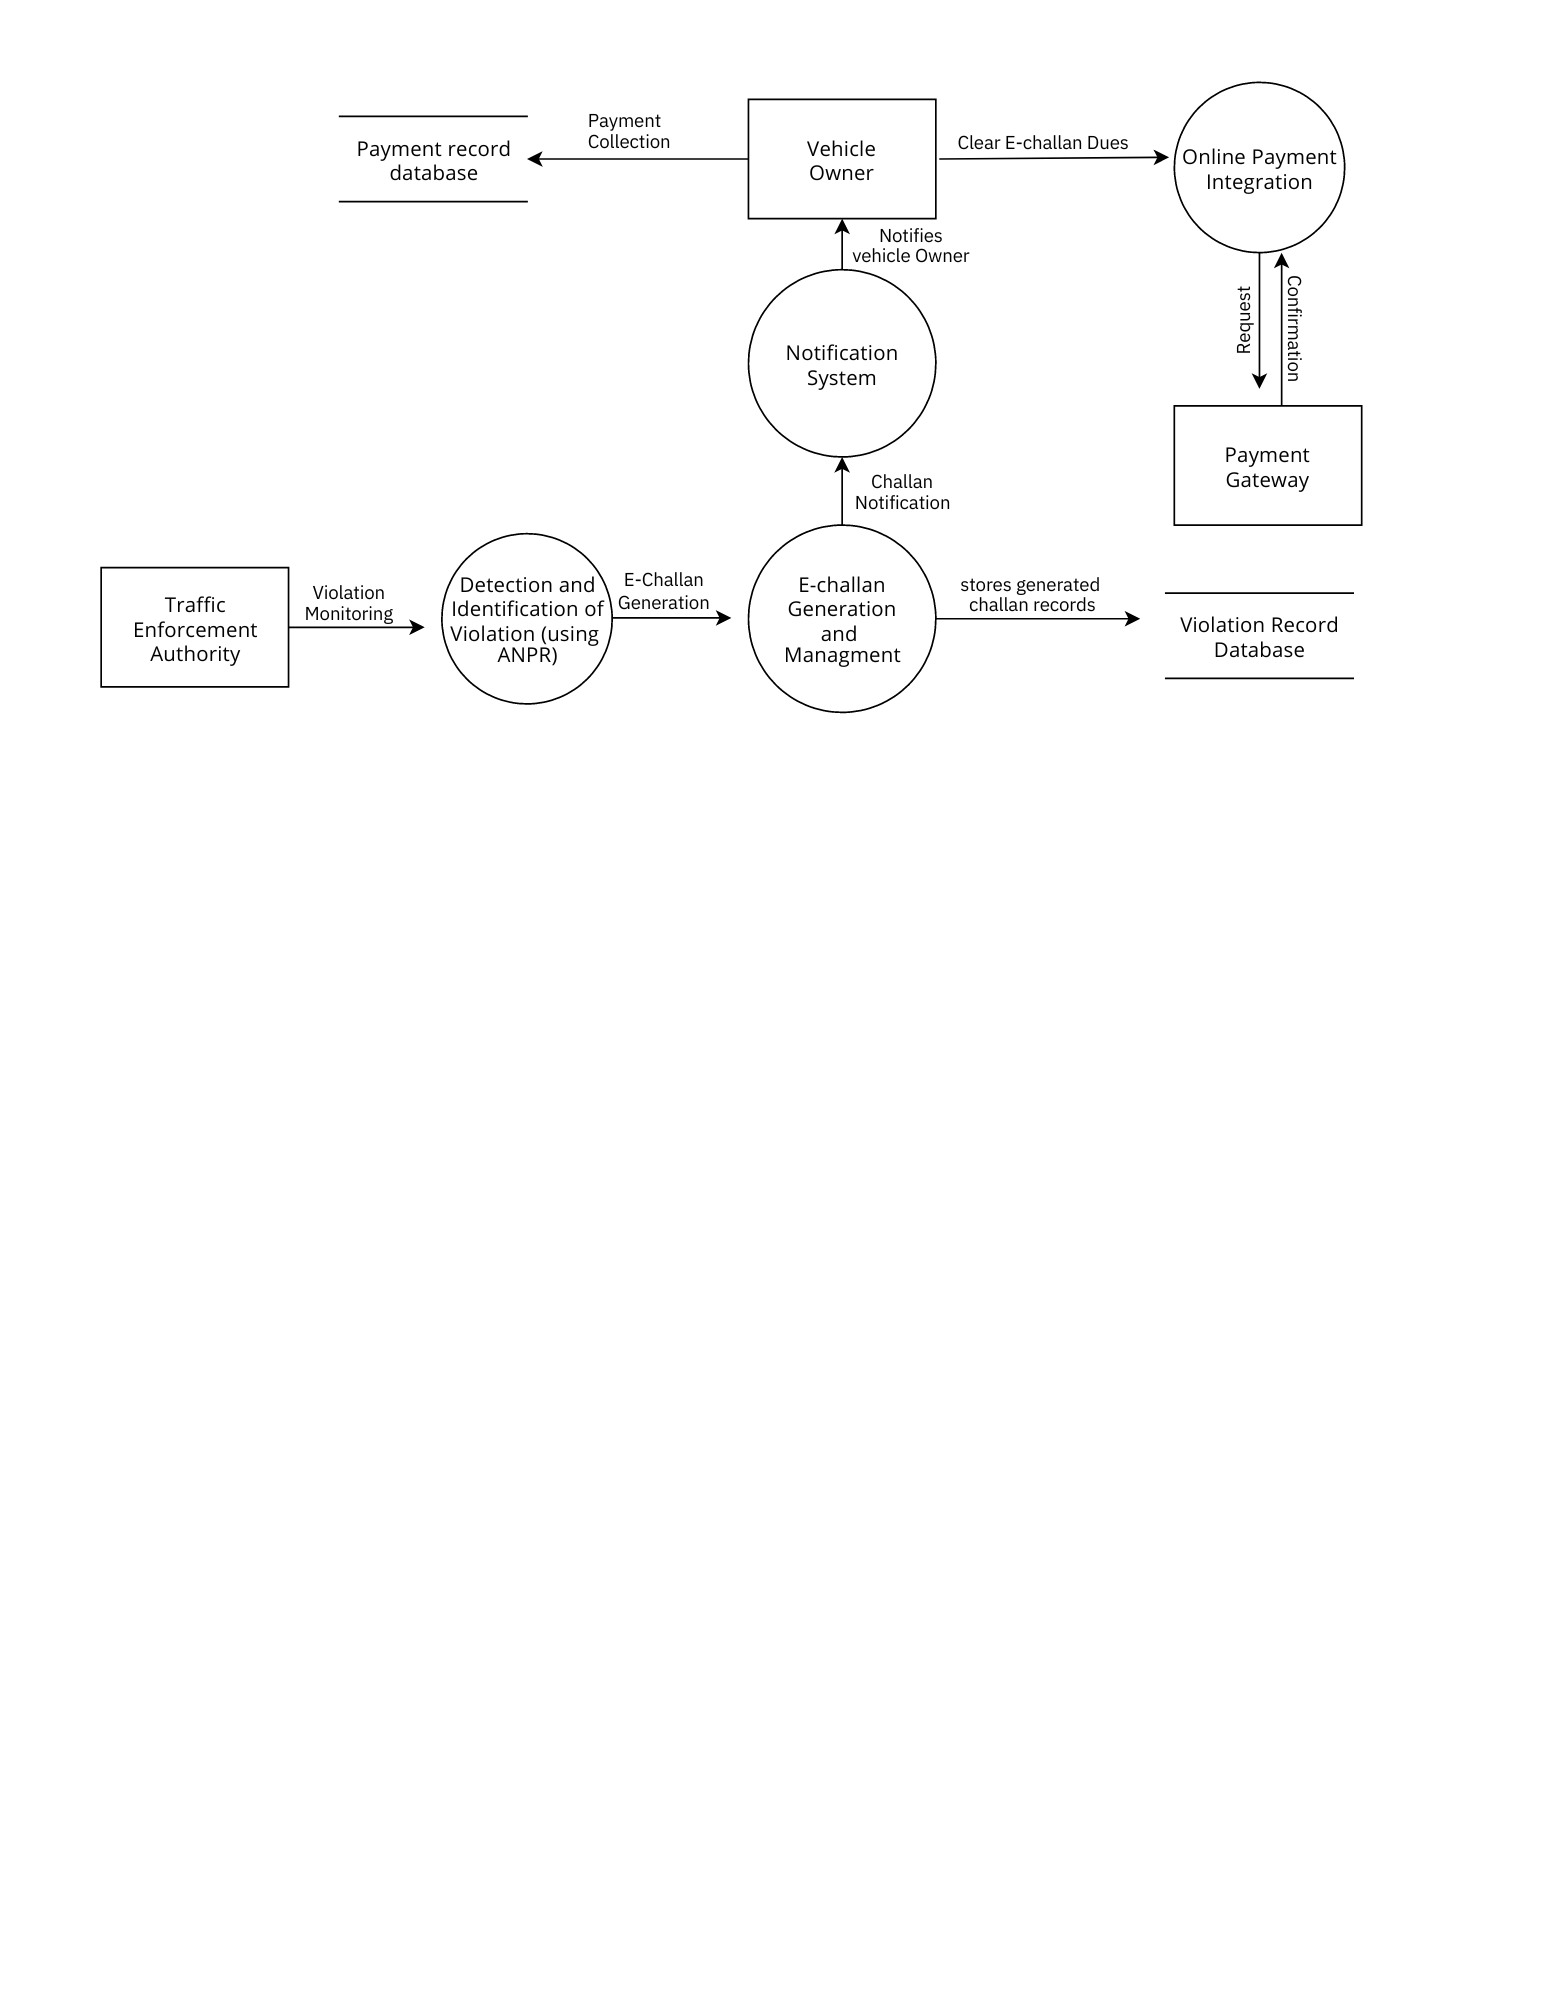 Payment record
database
Payment
Collection
Vehicle
Owner
Clear E-challan Dues
Online Payment
Integration
Notifies
vehicle Owner
Request
Confirmation
Notification
System
Payment
Gateway
Challan
Notification
Traffic
Enforcement
Authority
Violation
Monitoring
Detection and
Identification of
Violation (using
ANPR)
E-Challan
Generation
E-challan
Generation
and
Managment
stores generated
challan records
Violation Record
Database